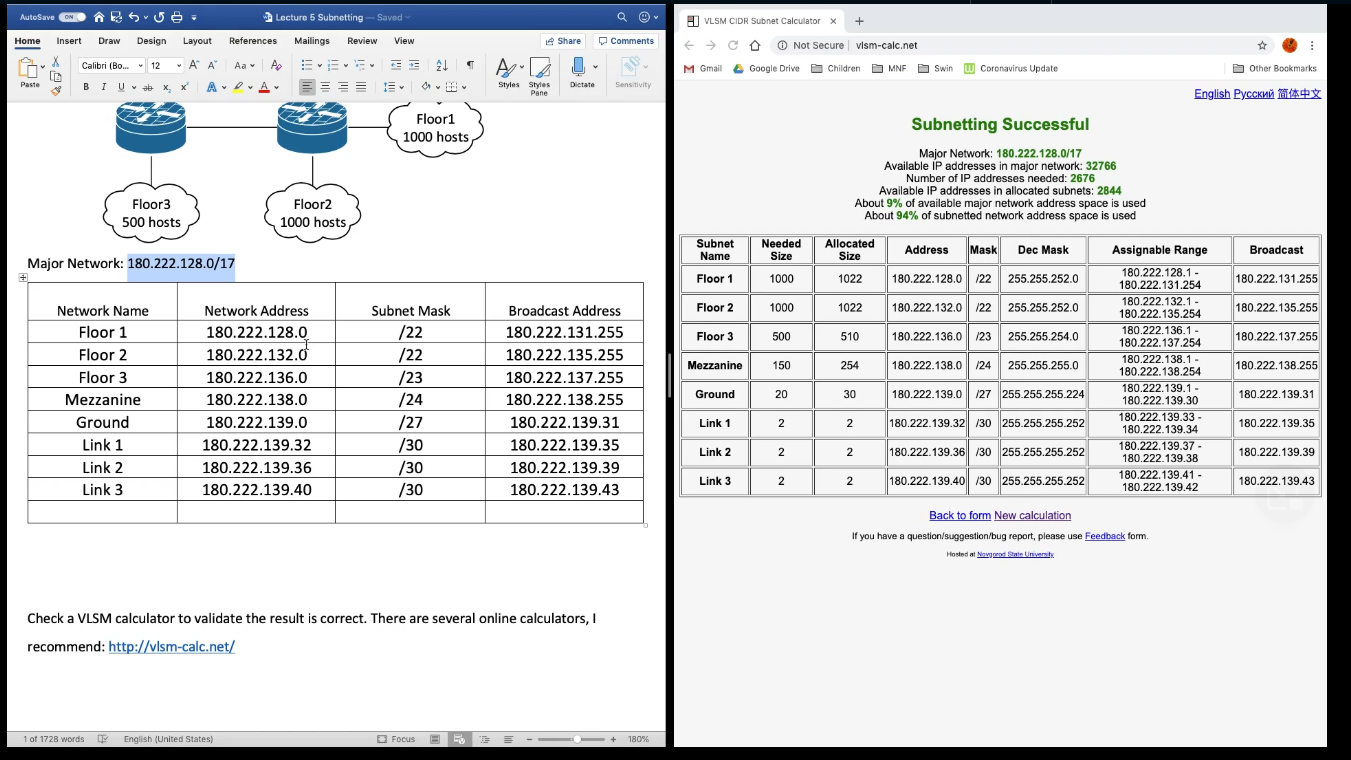 AutoSave ON Lecture 5 Subnetting — Saved
Home Insert Draw Design Layout References Mailings Review View Share Comments
Paste Calibri (Bo... 12 A A Aa Styles Styles Pane Dictate Sensitivity
B I U ab x² A A
Floor1
1000 hosts
Floor3
500 hosts
Floor2
1000 hosts
Major Network: 180.222.128.0/17
Network Name Network Address Subnet Mask Broadcast Address
Floor 1 180.222.128.0 /22 180.222.131.255
Floor 2 180.222.132.0 /22 180.222.135.255
Floor 3 180.222.136.0 /23 180.222.137.255
Mezzanine 180.222.138.0 /24 180.222.138.255
Ground 180.222.139.0 /27 180.222.139.31
Link 1 180.222.139.32 /30 180.222.139.35
Link 2 180.222.139.36 /30 180.222.139.39
Link 3 180.222.139.40 /30 180.222.139.43
Check a VLSM calculator to validate the result is correct. There are several online calculators, I
recommend: http://vlsm-calc.net/
1 of 1728 words English (United States) Focus 180%
VLSM CIDR Subnet Calculator
Not Secure | vlsm-calc.net
Gmail Google Drive Children MNF Swin Coronavirus Update Other Bookmarks
English Русский 简体中文
Subnetting Successful
Major Network: 180.222.128.0/17
Available IP addresses in major network: 32766
Number of IP addresses needed: 2676
Available IP addresses in allocated subnets: 2844
About 9% of available major network address space is used
About 94% of subnetted network address space is used
Subnet Name Needed Size Allocated Size Address Mask Dec Mask Assignable Range Broadcast
Floor 1 1000 1022 180.222.128.0 /22 255.255.252.0 180.222.128.1 - 180.222.131.254 180.222.131.255
Floor 2 1000 1022 180.222.132.0 /22 255.255.252.0 180.222.132.1 - 180.222.135.254 180.222.135.255
Floor 3 500 510 180.222.136.0 /23 255.255.254.0 180.222.136.1 - 180.222.137.254 180.222.137.255
Mezzanine 150 254 180.222.138.0 /24 255.255.255.0 180.222.138.1 - 180.222.138.254 180.222.138.255
Ground 20 30 180.222.139.0 /27 255.255.255.224 180.222.139.1 - 180.222.139.30 180.222.139.31
Link 1 2 2 180.222.139.32 /30 255.255.255.252 180.222.139.33 - 180.222.139.34 180.222.139.35
Link 2 2 2 180.222.139.36 /30 255.255.255.252 180.222.139.37 - 180.222.139.38 180.222.139.39
Link 3 2 2 180.222.139.40 /30 255.255.255.252 180.222.139.41 - 180.222.139.42 180.222.139.43
Back to form New calculation
If you have a question/suggestion/bug report, please use Feedback form.
Hosted at Novgorod State University